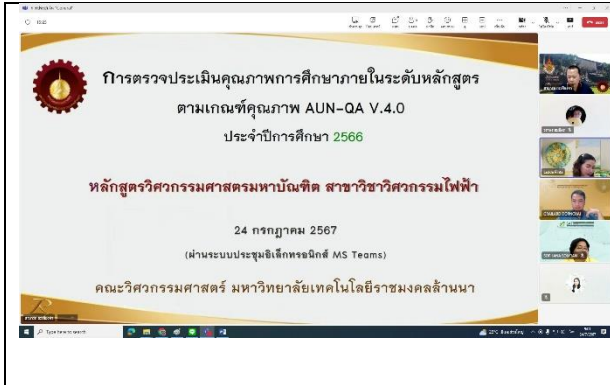 การตรวจประเมินคุณภาพการศึกษาภายในระดับหลักสูตร
ตามเกณฑ์คุณภาพ AUN-QA V.4.0
ประจำปีการศึกษา 2566
หลักสูตรวิศวกรรมศาสตรมหาบัณฑิต สาขาวิชาวิศวกรรมไฟฟ้า
24 กรกฎาคม 2567
(ผ่านระบบประชุมอิเล็กทรอนิกส์ MS Teams)
คณะวิศวกรรมศาสตร์ มหาวิทยาลัยเทคโนโลยีราชมงคลล้านนา
Type here to search